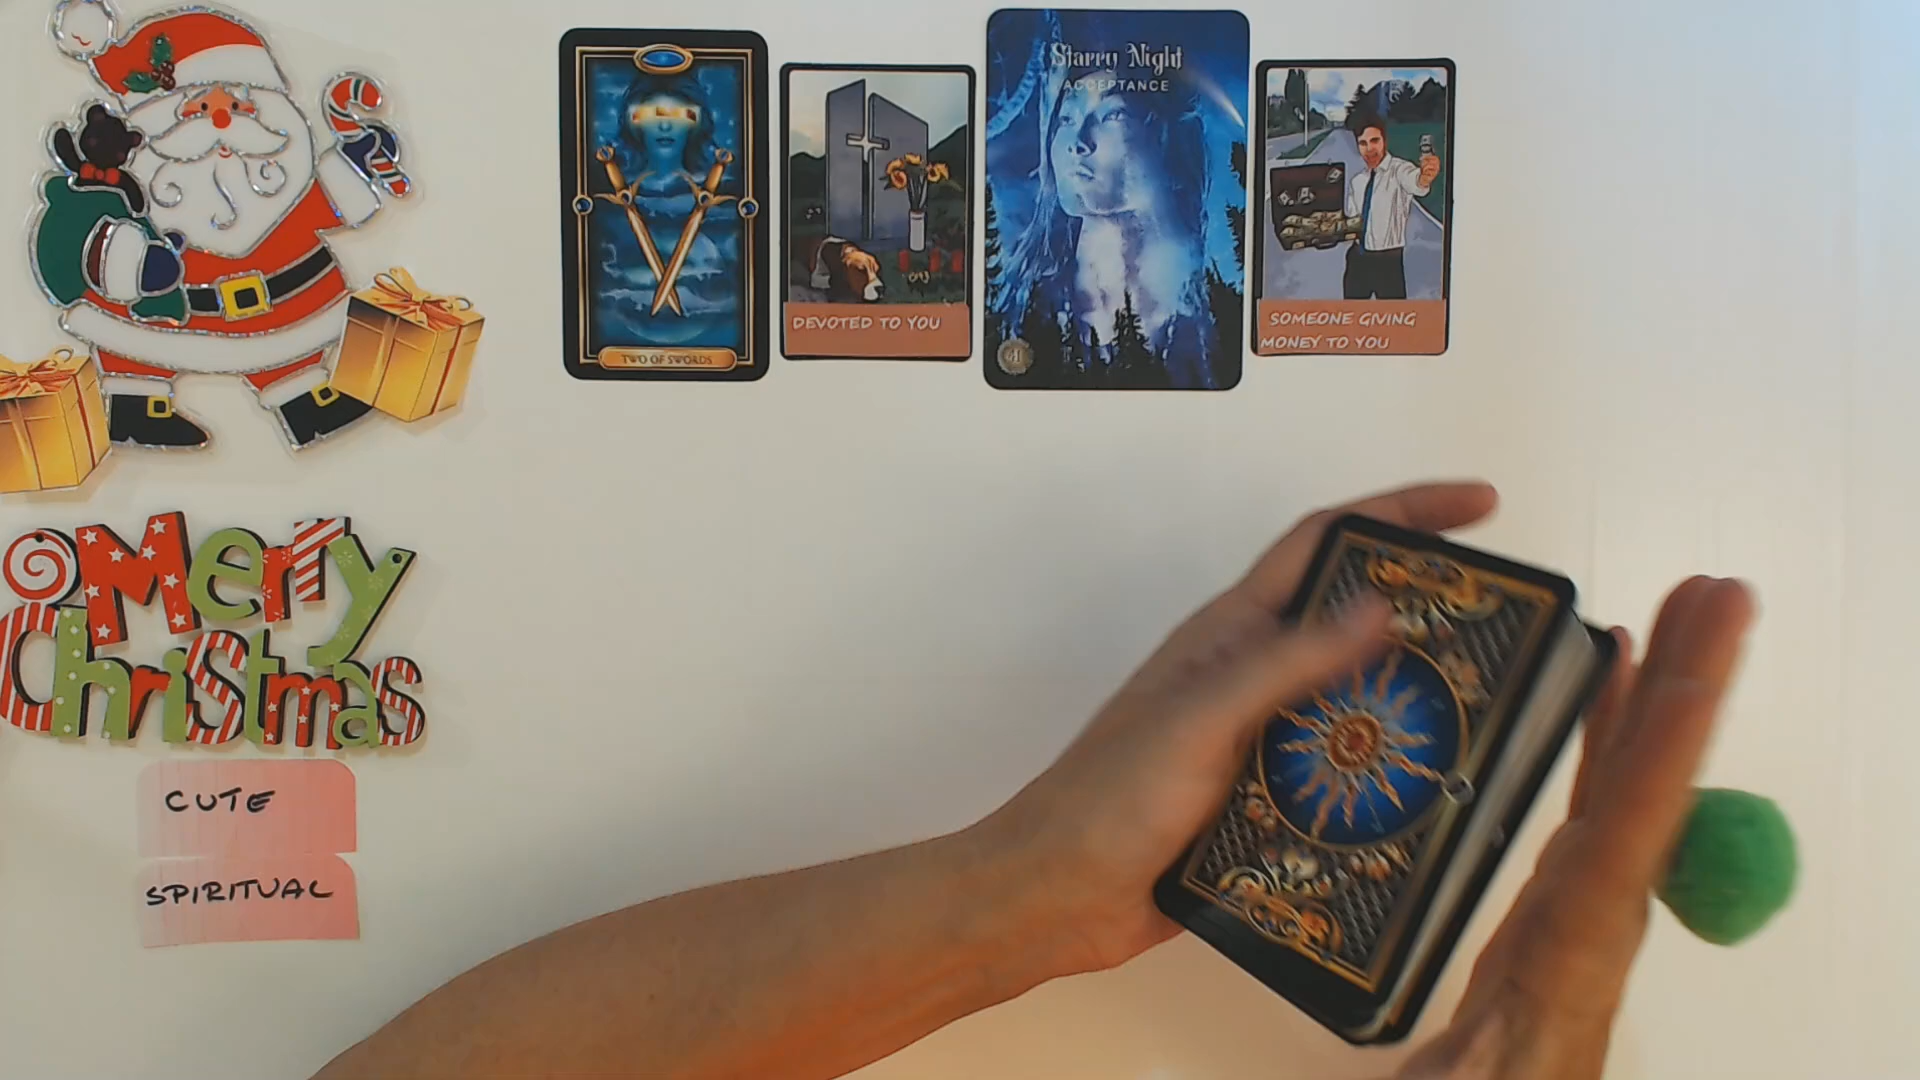 TWO OF SWORDS
DEVOTED TO YOU
Starry Night
ACCEPTANCE
41
SOMEONE GIVING
MONEY TO YOU
Merry
Christmas
CUTE
SPIRITUAL